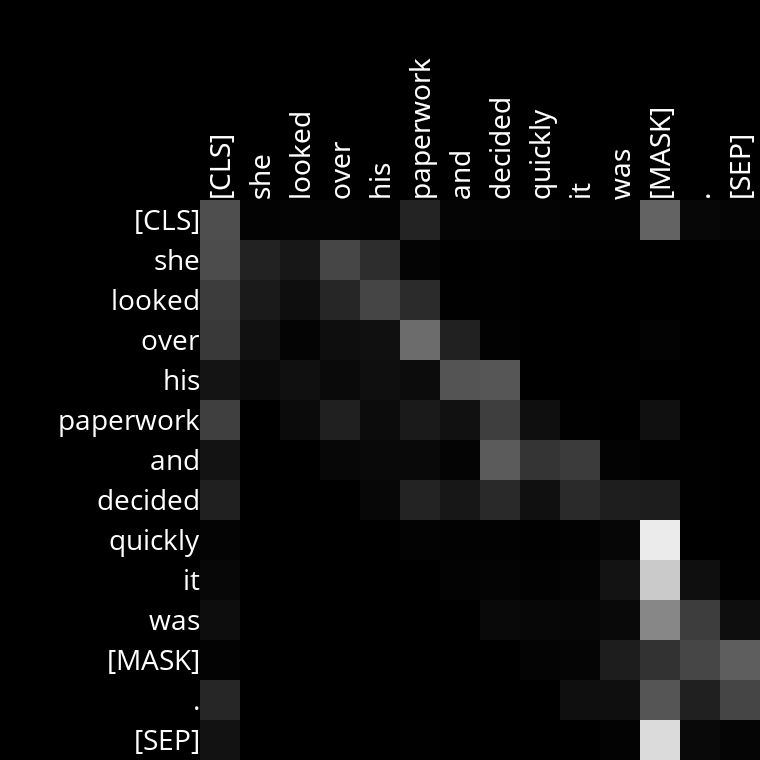 [CLS] she looked over his paperwork and decided quickly it was [MASK] . [SEP]
[CLS]
she
looked
over
his
paperwork
and
decided
quickly
it
was
[MASK]
.
[SEP]